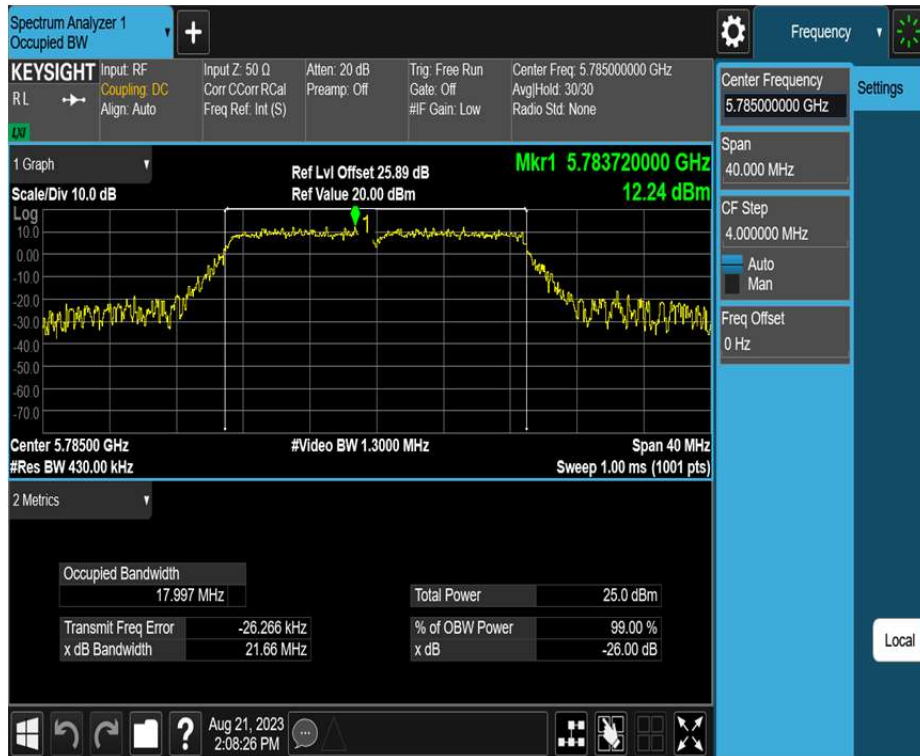 Spectrum Analyzer 1
Occupied BW
+
Frequency
KEYSIGHT
R L
LXI
Input: RF
Coupling: DC
Align: Auto
Input Z: 50 Ω
Corr CCorr RCal
Freq Ref: Int (S)
Atten: 20 dB
Preamp: Off
Trig: Free Run
Gate: Off
#IF Gain: Low
Center Freq: 5.785000000 GHz
Avg|Hold: 30/30
Radio Std: None
Center Frequency
5.785000000 GHz
Settings
Span
40.000 MHz
CF Step
4.000000 MHz
Auto
Man
Freq Offset
0 Hz
Local
1 Graph
Scale/Div 10.0 dB
Ref Lvl Offset 25.89 dB
Ref Value 20.00 dBm
Mkr1 5.783720000 GHz
12.24 dBm
Log
10.0
0.00
-10.0
-20.0
-30.0
-40.0
-50.0
-60.0
-70.0
1
Center 5.78500 GHz
#Video BW 1.3000 MHz
Span 40 MHz
#Res BW 430.00 kHz
Sweep 1.00 ms (1001 pts)
2 Metrics
Occupied Bandwidth
17.997 MHz
Total Power 25.0 dBm
Transmit Freq Error -26.266 kHz
% of OBW Power 99.00 %
x dB Bandwidth 21.66 MHz
x dB -26.00 dB
?
Aug 21, 2023
2:08:26 PM